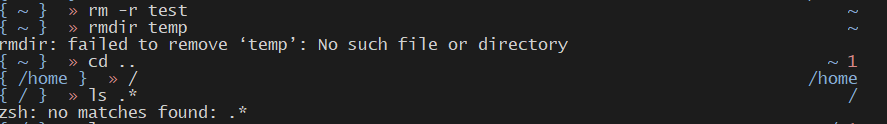 { ~ } » rm -r test ~
{ ~ } » rmdir temp ~
rmdir: failed to remove ‘temp’: No such file or directory
{ ~ } » cd .. ~ 1
{ /home } » / /home
{ / } » ls .* /
zsh: no matches found: .*